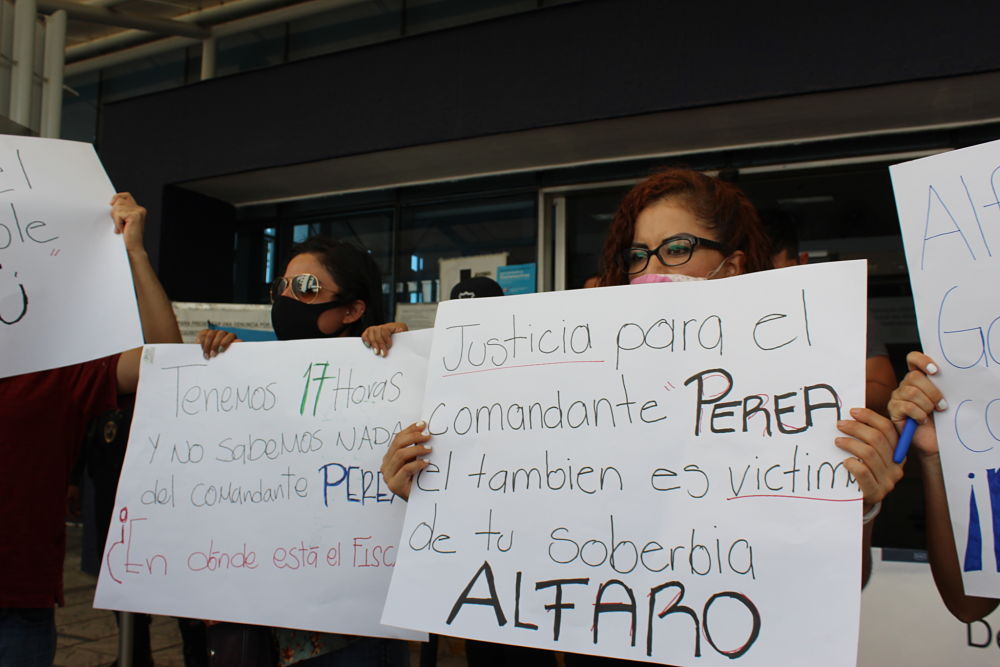 Tenemos 17 Horas
y no sabemos NADA
del comandante PEREA
¿En dónde está el Fisc
Justicia para el
comandante "PEREA
el tambien es victima
de tu soberbia
ALFARO